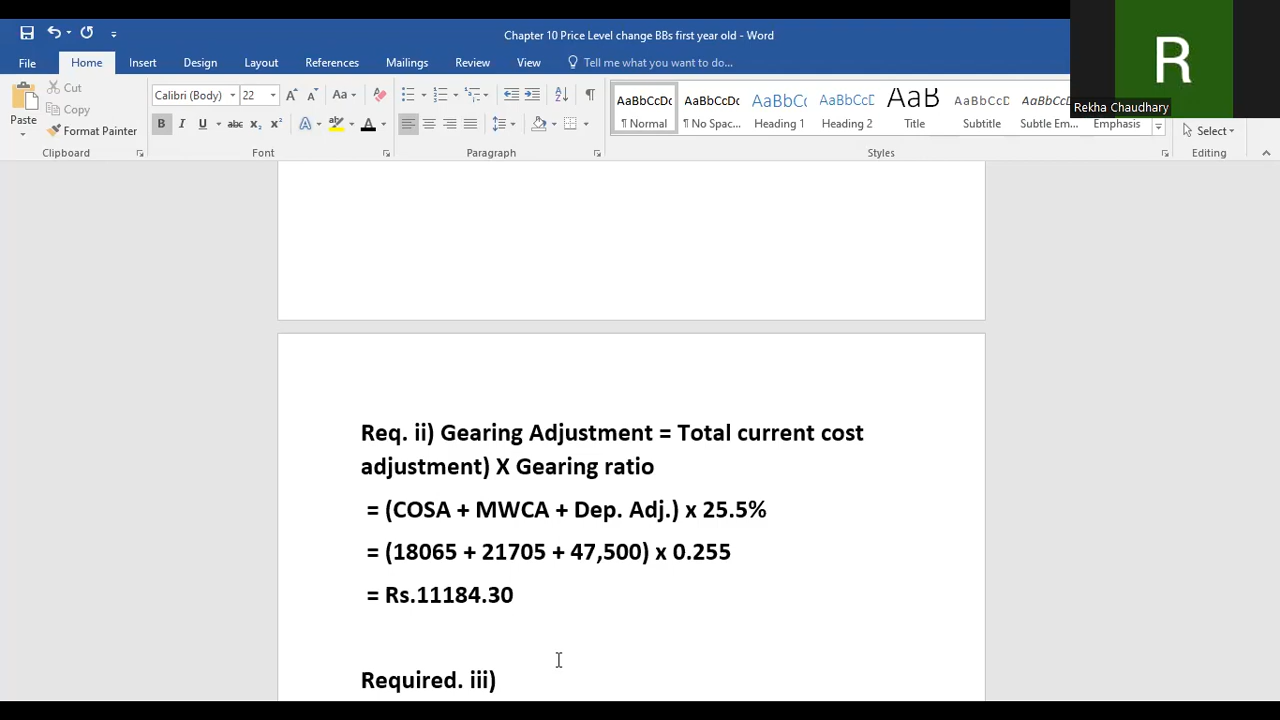 Chapter 10 Price Level change BBs first year old - Word
R
Rekha Chaudhary
File Home Insert Design Layout References Mailings Review View Tell me what you want to do...
Paste
Cut
Copy
Format Painter
Calibri (Body) 22
AaBbCcDc AaBbCcDc AaBbCc AaBbCcD AaB AaBbCcD AaBbCcD
¶ Normal ¶ No Spac... Heading 1 Heading 2 Title Subtitle Subtle Em... Emphasis
Select
Clipboard Font Paragraph Styles Editing
Req. ii) Gearing Adjustment = Total current cost
adjustment) X Gearing ratio
= (COSA + MWCA + Dep. Adj.) x 25.5%
= (18065 + 21705 + 47,500) x 0.255
= Rs.11184.30
Required. iii)